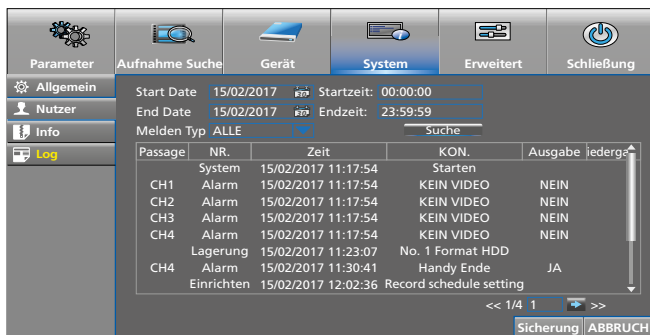 Parameter Aufnahme Suche Gerät System Erweitert Schließung
Allgemein
Nutzer
Info
Log
Start Date 15/02/2017 Startzeit: 00:00:00
End Date 15/02/2017 Endzeit: 23:59:59
Melden Typ ALLE Suche
Passage NR. Zeit KON. Ausgabe iederga
System 15/02/2017 11:17:54 Starten
CH1 Alarm 15/02/2017 11:17:54 KEIN VIDEO NEIN
CH2 Alarm 15/02/2017 11:17:54 KEIN VIDEO NEIN
CH3 Alarm 15/02/2017 11:17:54 KEIN VIDEO NEIN
CH4 Alarm 15/02/2017 11:17:54 KEIN VIDEO NEIN
Lagerung 15/02/2017 11:23:07 No. 1 Format HDD
CH4 Alarm 15/02/2017 11:30:41 Handy Ende JA
Einrichten 15/02/2017 12:02:36 Record schedule setting
<< 1/4 1 >>
Sicherung ABBRUCH